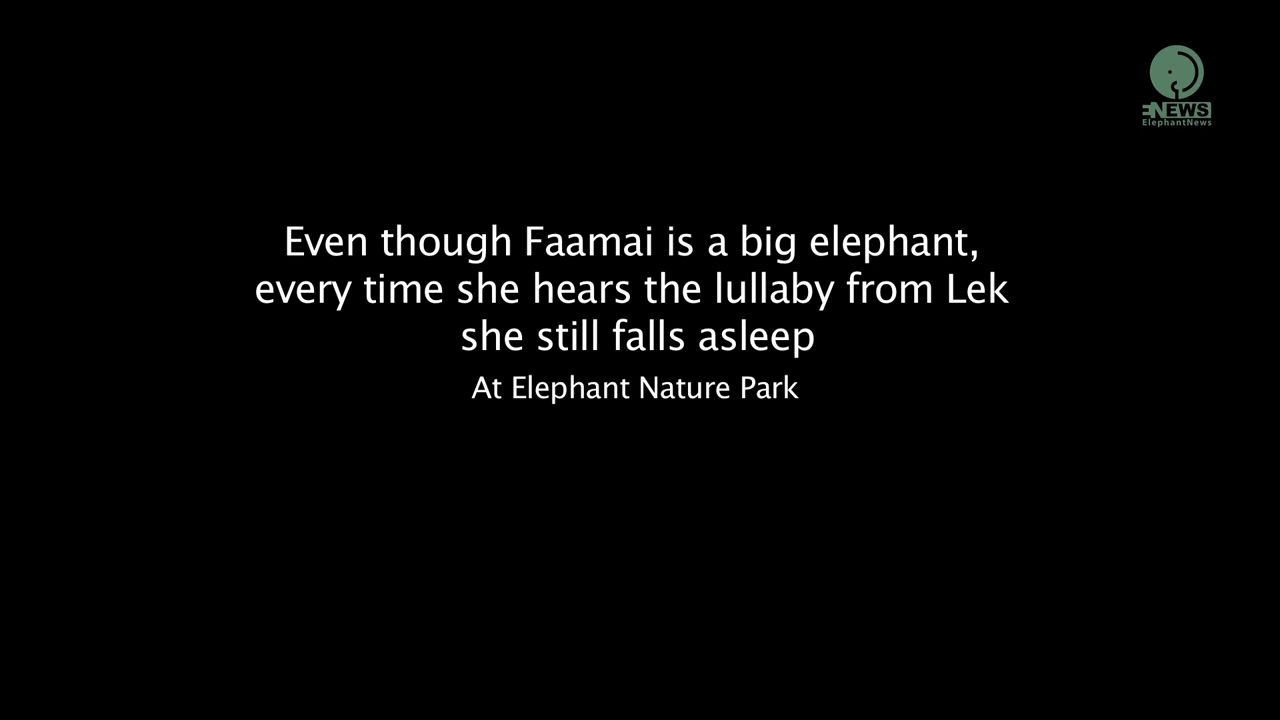 ENEWS
ElephantNews
Even though Faamai is a big elephant,
every time she hears the lullaby from Lek
she still falls asleep
At Elephant Nature Park